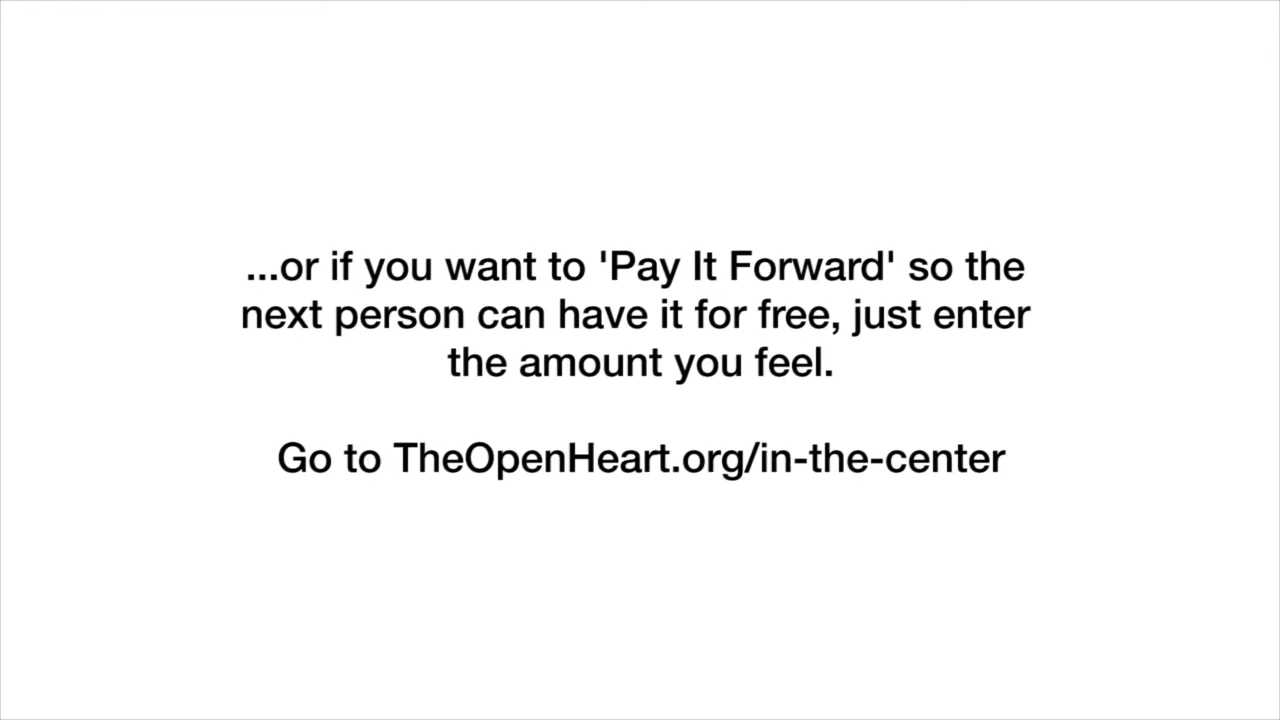 ...or if you want to 'Pay It Forward' so the
next person can have it for free, just enter
the amount you feel.
Go to TheOpenHeart.org/in-the-center